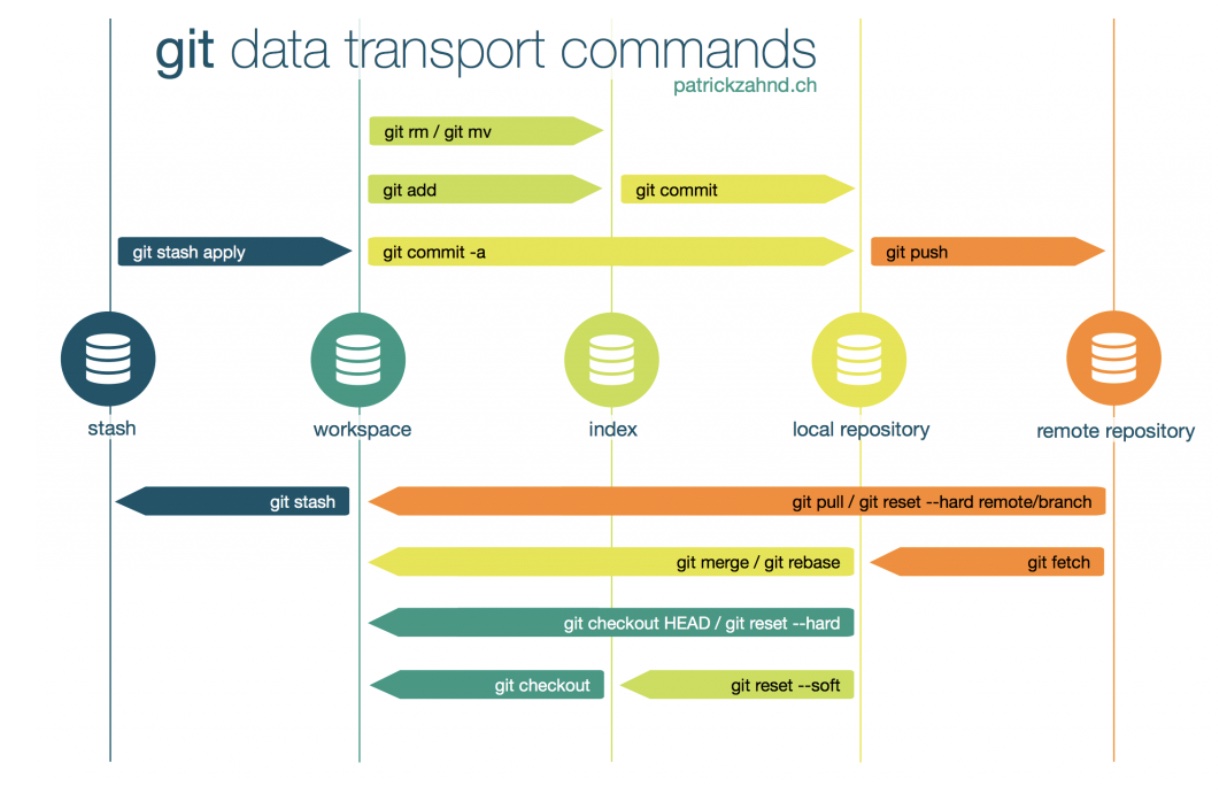 git data transport commands
patrickzahnd.ch
git rm / git mv
git add
git commit
git stash apply
git commit -a
git push
stash
workspace
index
local repository
remote repository
git stash
git pull / git reset --hard remote/branch
git merge / git rebase
git fetch
git checkout HEAD / git reset --hard
git checkout
git reset --soft